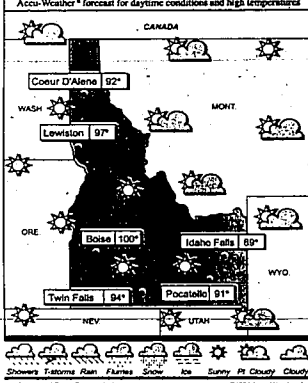 Accu-Weather® forecast for daytime conditions and high temperatures
CANADA
Coeur D'Alene 92°
WASH
MONT.
Lewiston 97°
ORE
Boise 100°
Idaho Falls 89°
WYO.
Twin Falls 94°
Pocatello 91°
NEV.
UTAH
Showers T-storms Rain Flurries Snow Ice Sunny Pt Cloudy Cloudy